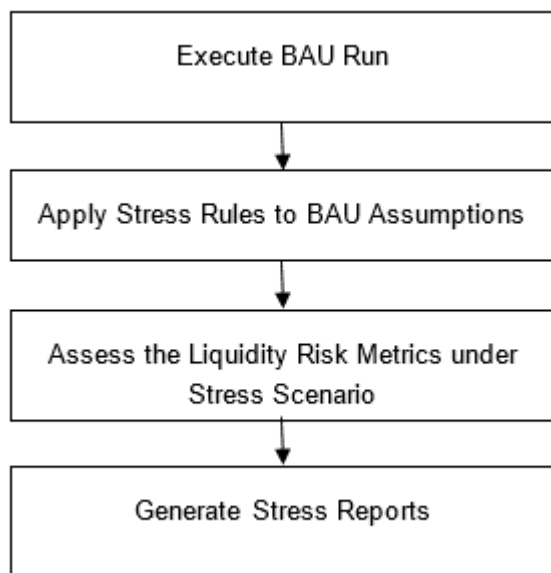 Execute BAU Run
Apply Stress Rules to BAU Assumptions
Assess the Liquidity Risk Metrics under
Stress Scenario
Generate Stress Reports